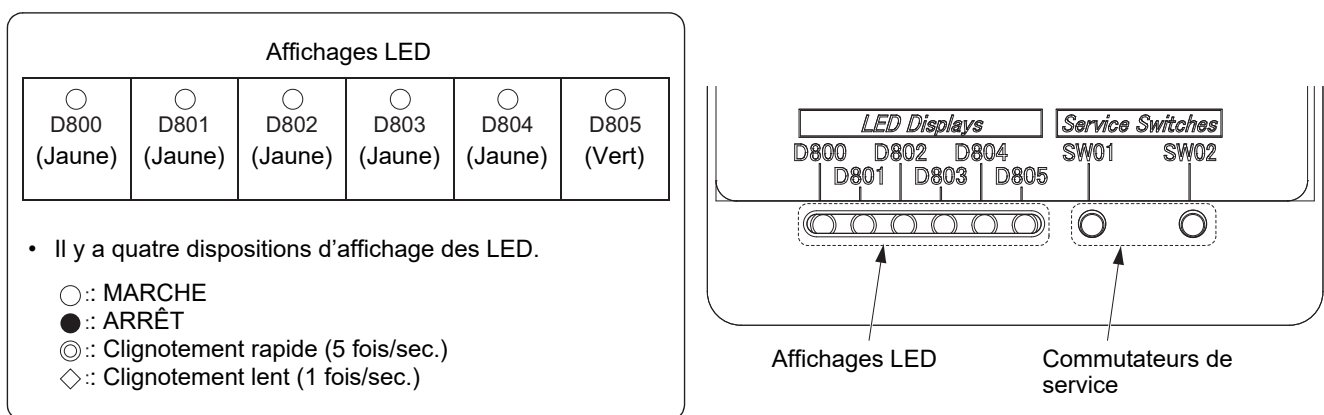 Affichages LED
D800 D801 D802 D803 D804 D805
(Jaune) (Jaune) (Jaune) (Jaune) (Jaune) (Vert)
• Il y a quatre dispositions d’affichage des LED.
○:: MARCHE
●:: ARRÊT
◎:: Clignotement rapide (5 fois/sec.)
◇:: Clignotement lent (1 fois/sec.)
LED Displays Service Switches
D800 D802 D804 SW01 SW02
D801 D803 D805
Affichages LED
Commutateurs de
service